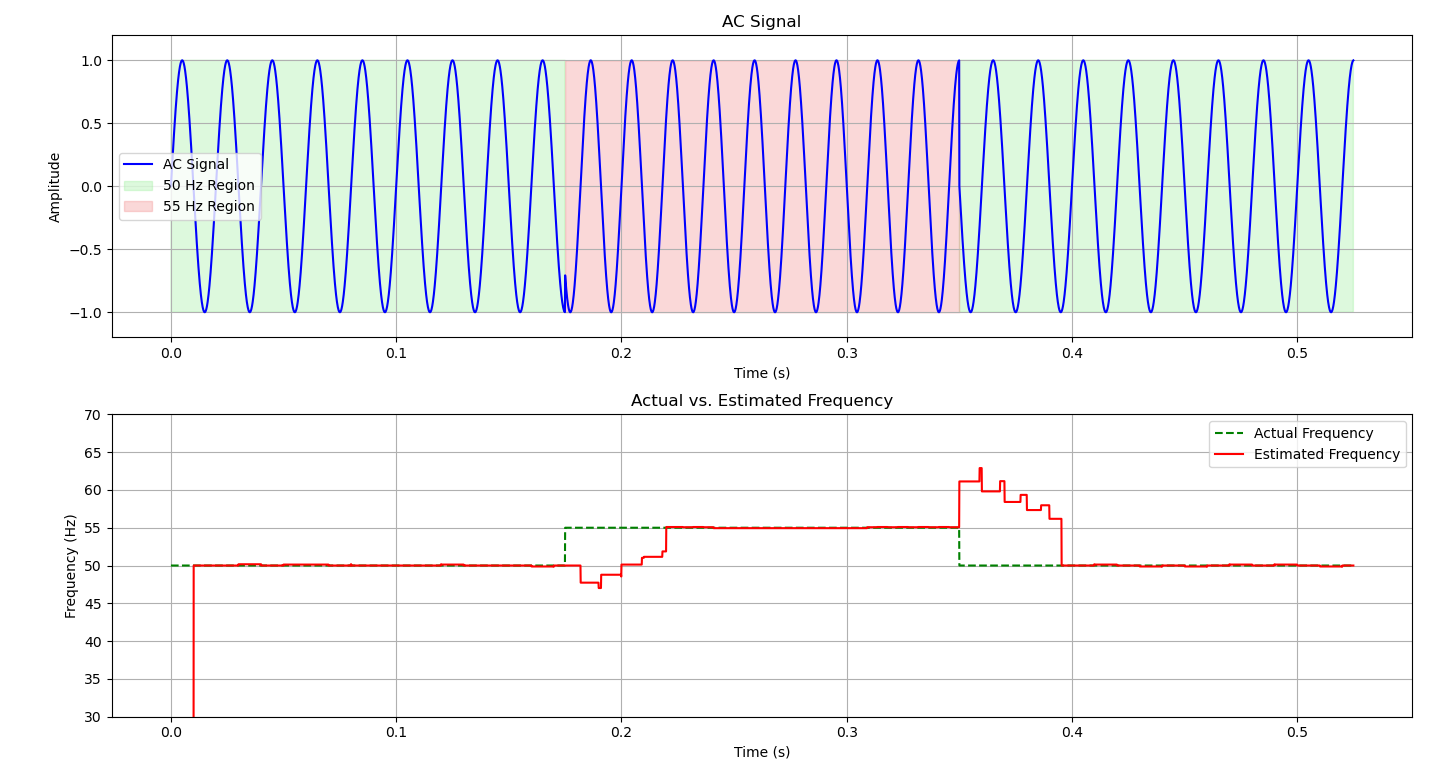 AC Signal
1.0
0.5
0.0
−0.5
−1.0
Amplitude
AC Signal
50 Hz Region
55 Hz Region
0.0 0.1 0.2 0.3 0.4 0.5
Time (s)
Actual vs. Estimated Frequency
70
65
60
55
50
45
40
35
30
Frequency (Hz)
Actual Frequency
Estimated Frequency
0.0 0.1 0.2 0.3 0.4 0.5
Time (s)